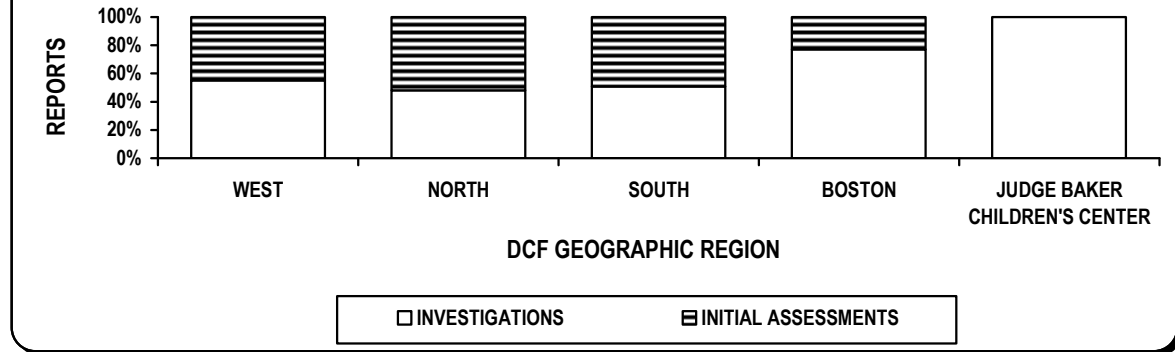 100%
80%
60%
40%
20%
0%
REPORTS
WEST
NORTH
SOUTH
BOSTON
JUDGE BAKER
CHILDREN'S CENTER
DCF GEOGRAPHIC REGION
INVESTIGATIONS
INITIAL ASSESSMENTS